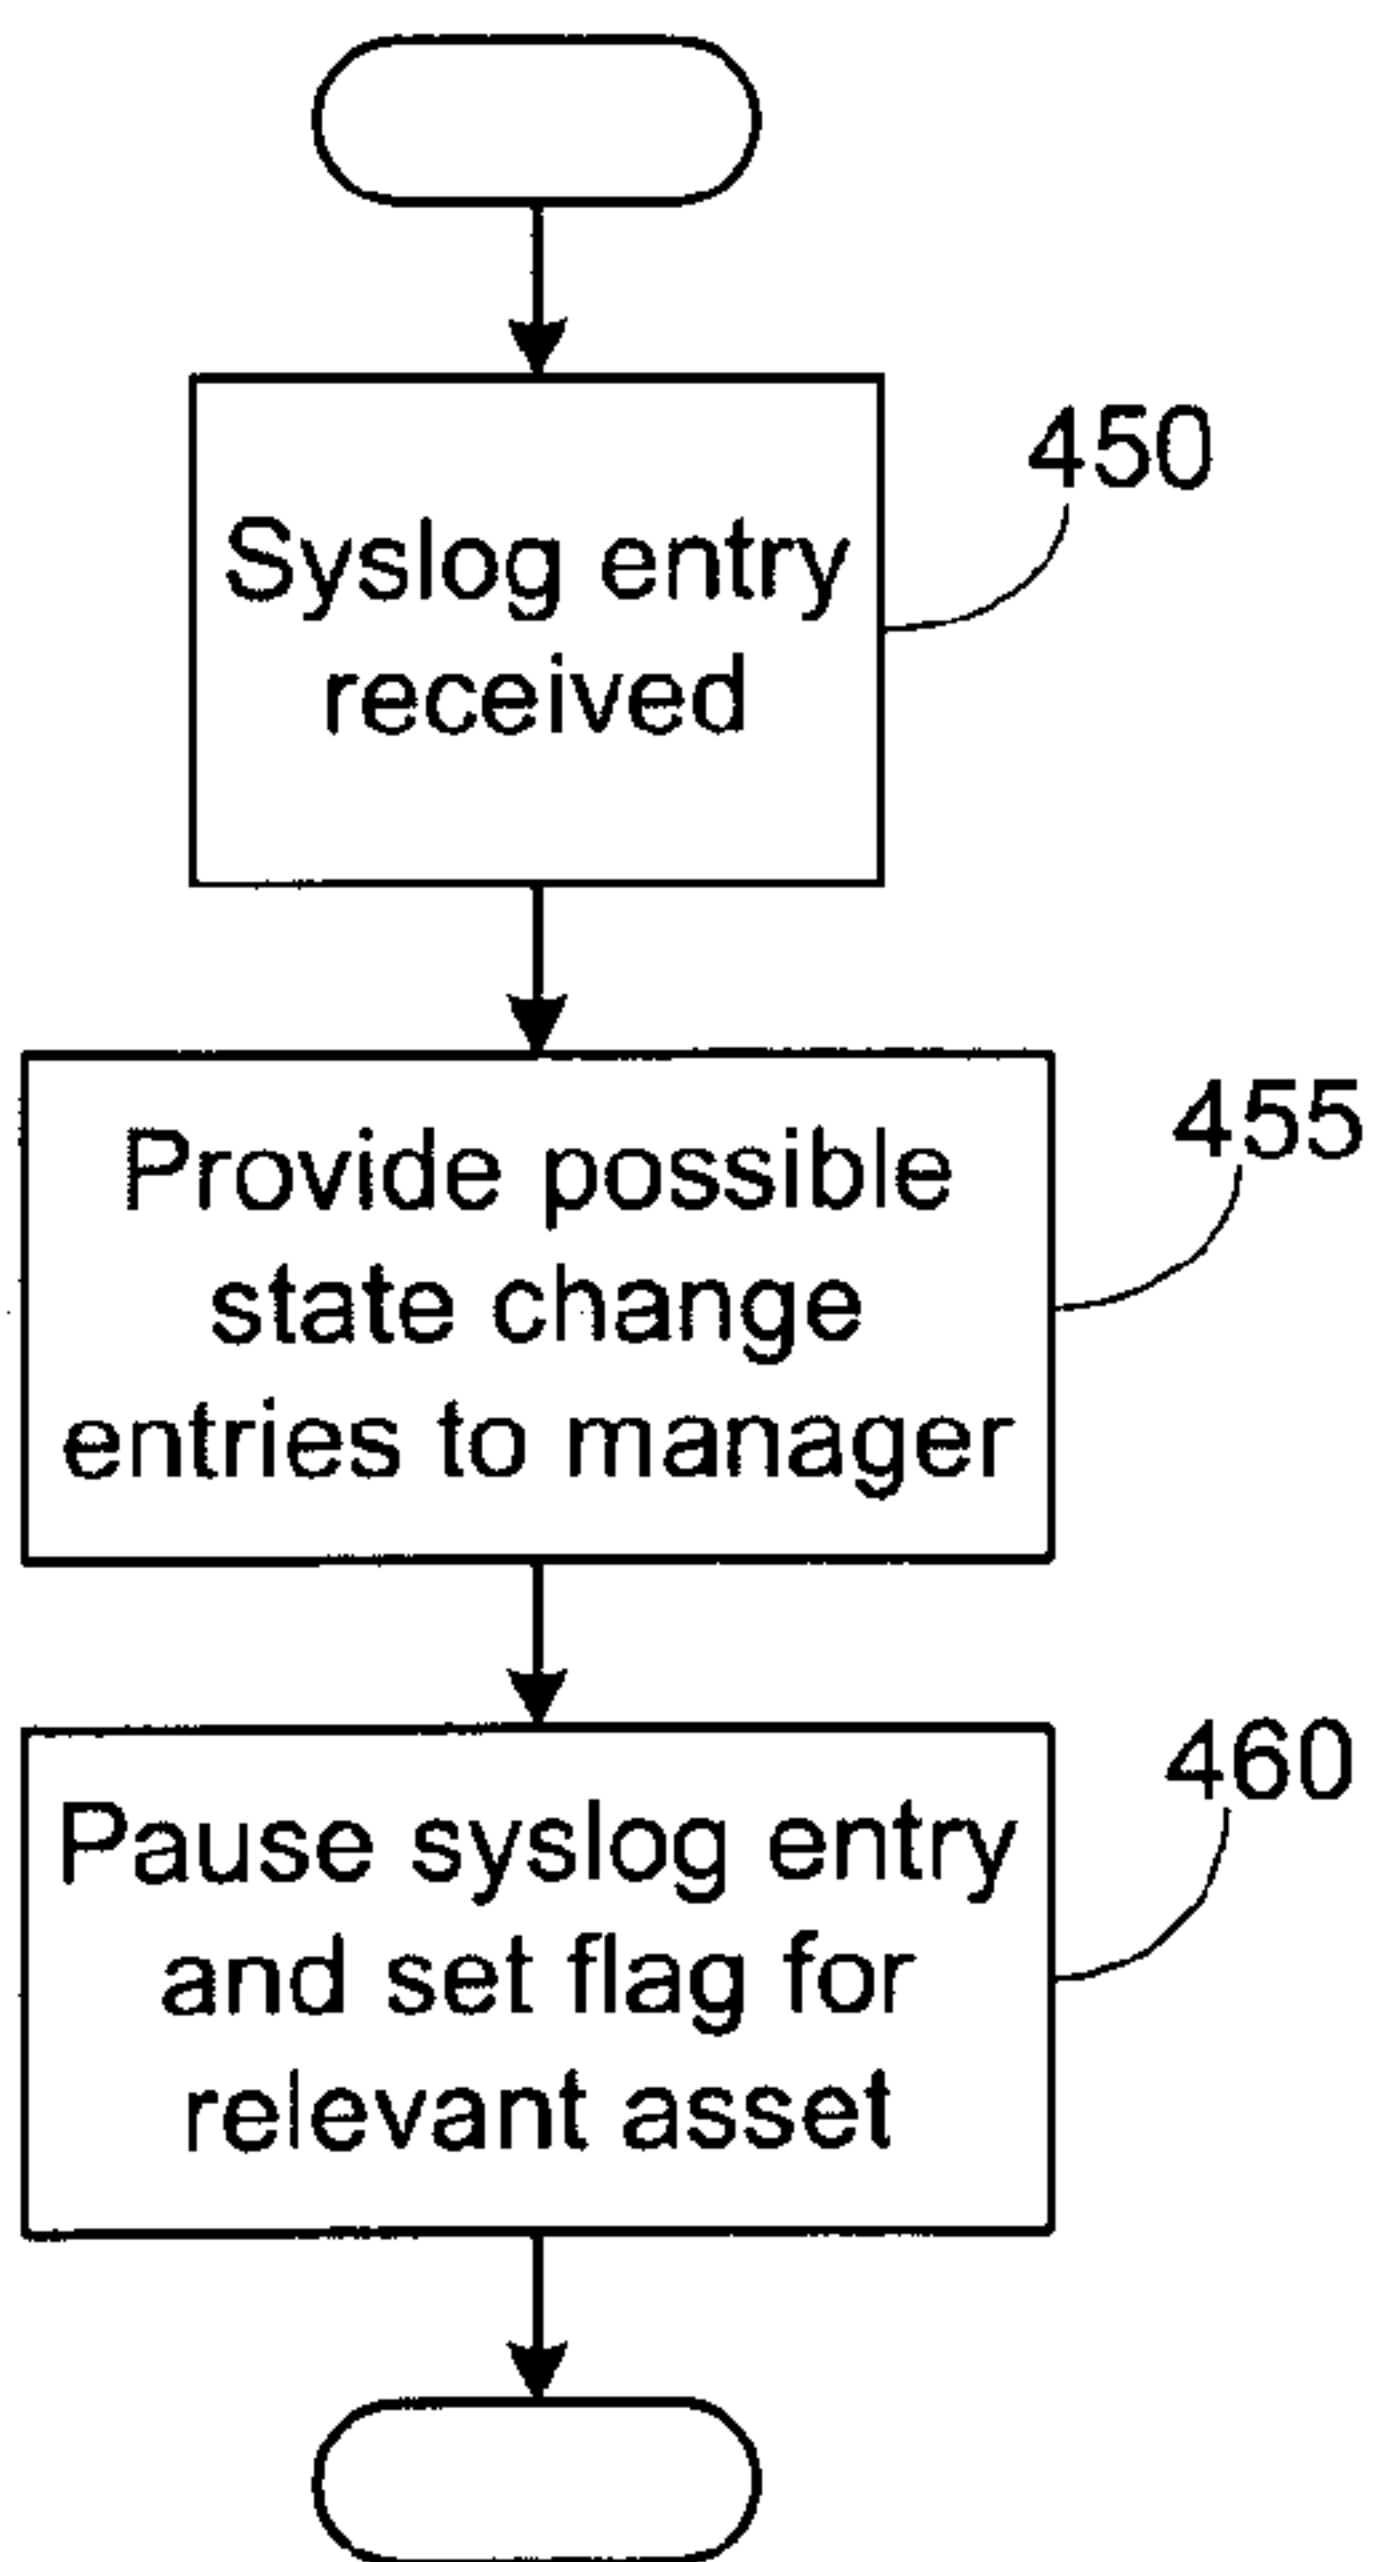 450
Syslog entry
received
455
Provide possible
state change
entries to manager
460
Pause syslog entry
and set flag for
relevant asset